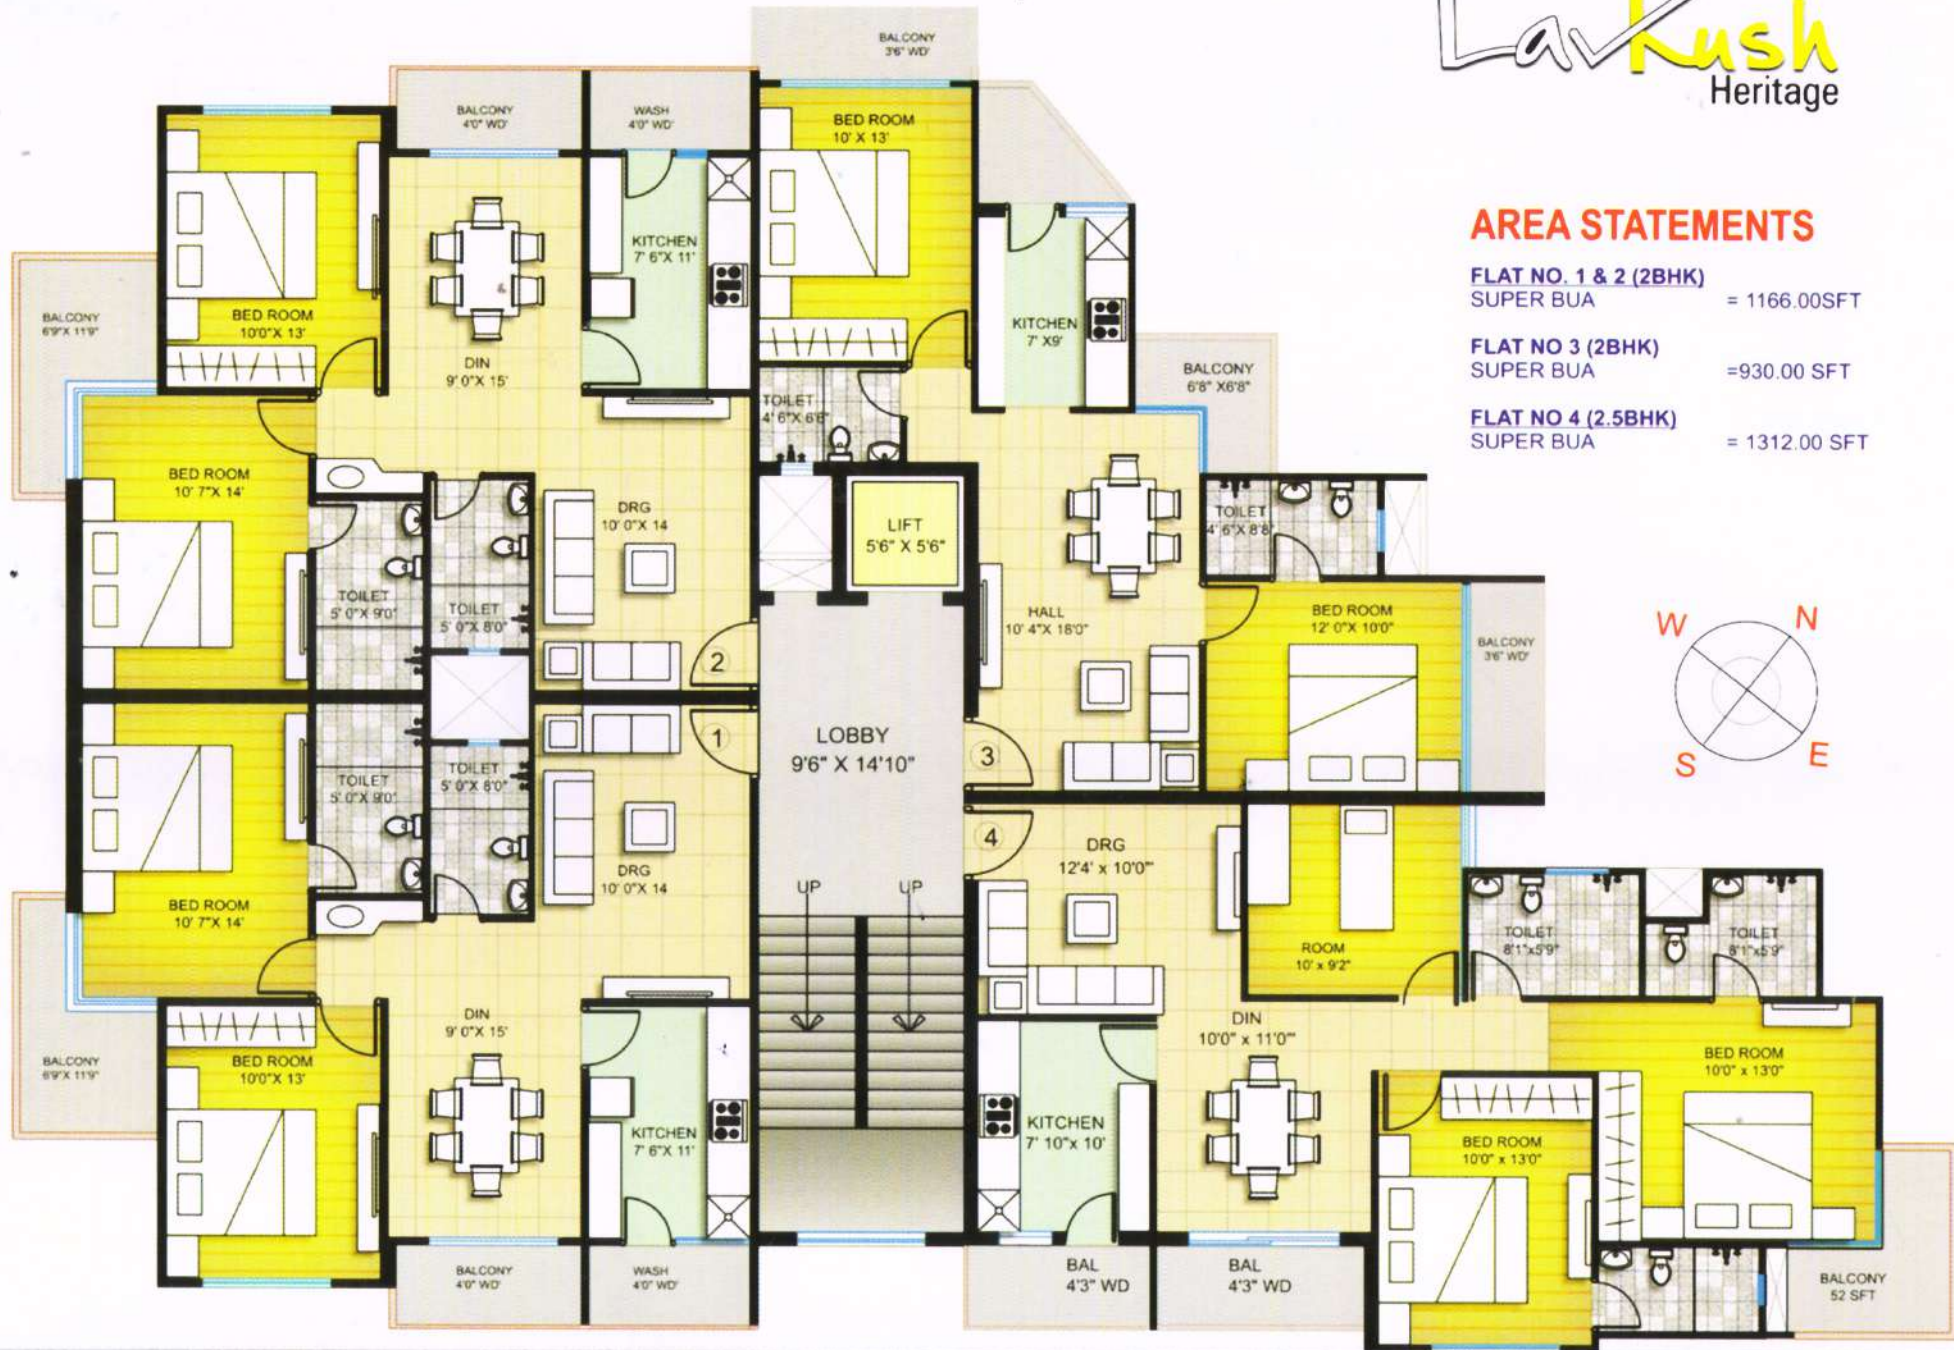 LavKush
Heritage
AREA STATEMENTS
FLAT NO. 1 & 2 (2BHK)
SUPER BUA = 1166.00SFT
FLAT NO 3 (2BHK)
SUPER BUA =930.00 SFT
FLAT NO 4 (2.5BHK)
SUPER BUA = 1312.00 SFT
W
N
S
E
BALCONY
4'0" WD'
WASH
4'0" WD'
BED ROOM
10'0"X 13'
BALCONY
6'9"X 11'9"
DIN
9' 0"X 15'
KITCHEN
7' 6"X 11'
BED ROOM
10' 7"X 14'
DRG
10' 0"X 14
TOILET
5' 0"X 9'0"
TOILET
5' 0"X 8'0"
2
BALCONY
3'6" WD'
BED ROOM
10' X 13'
KITCHEN
7' X9'
BALCONY
6'8" X6'8"
TOILET
4' 6"X 6'6"
LIFT
5'6" X 5'6"
TOILET
4' 6"X 8'8"
HALL
10' 4"X 18'0"
BED ROOM
12' 0"X 10'0"
BALCONY
3'6" WD'
3
LOBBY
9'6" X 14'10"
UP
UP
1
TOILET
5' 0"X 9'0"
TOILET
5' 0"X 8'0"
DRG
10' 0"X 14
BED ROOM
10' 7"X 14'
DIN
9' 0"X 15'
BALCONY
6'9"X 11'9"
BED ROOM
10'0"X 13'
KITCHEN
7' 6"X 11'
BALCONY
4'0" WD'
WASH
4'0" WD'
4
DRG
12'4' x 10'0'"
ROOM
10' x 9'2"
TOILET
8'1"x5'9"
TOILET
8'1"x5'9"
DIN
10'0" x 11'0'"
KITCHEN
7' 10"x 10'
BED ROOM
10'0" x 13'0"
BED ROOM
10'0" x 13'0"
BAL
4'3" WD
BAL
4'3" WD
BALCONY
52 SFT